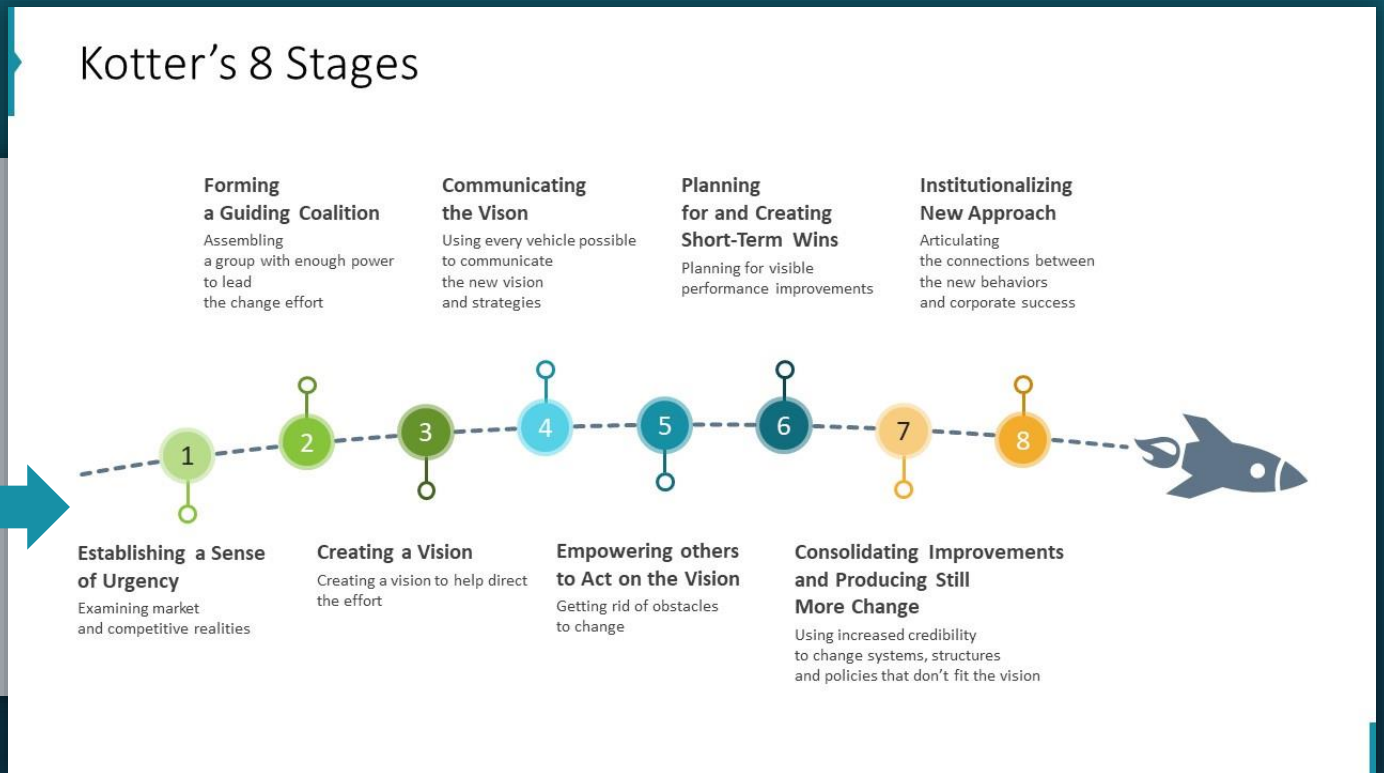 Kotter’s 8 Stages
Forming
a Guiding Coalition
Assembling
a group with enough power
to lead
the change effort
Communicating
the Vison
Using every vehicle possible
to communicate
the new vision
and strategies
Planning
for and Creating
Short-Term Wins
Planning for visible
performance improvements
Institutionalizing
New Approach
Articulating
the connections between
the new behaviors
and corporate success
1
2
3
4
5
6
7
8
Establishing a Sense
of Urgency
Examining market
and competitive realities
Creating a Vision
Creating a vision to help direct
the effort
Empowering others
to Act on the Vision
Getting rid of obstacles
to change
Consolidating Improvements
and Producing Still
More Change
Using increased credibility
to change systems, structures
and policies that don’t fit the vision